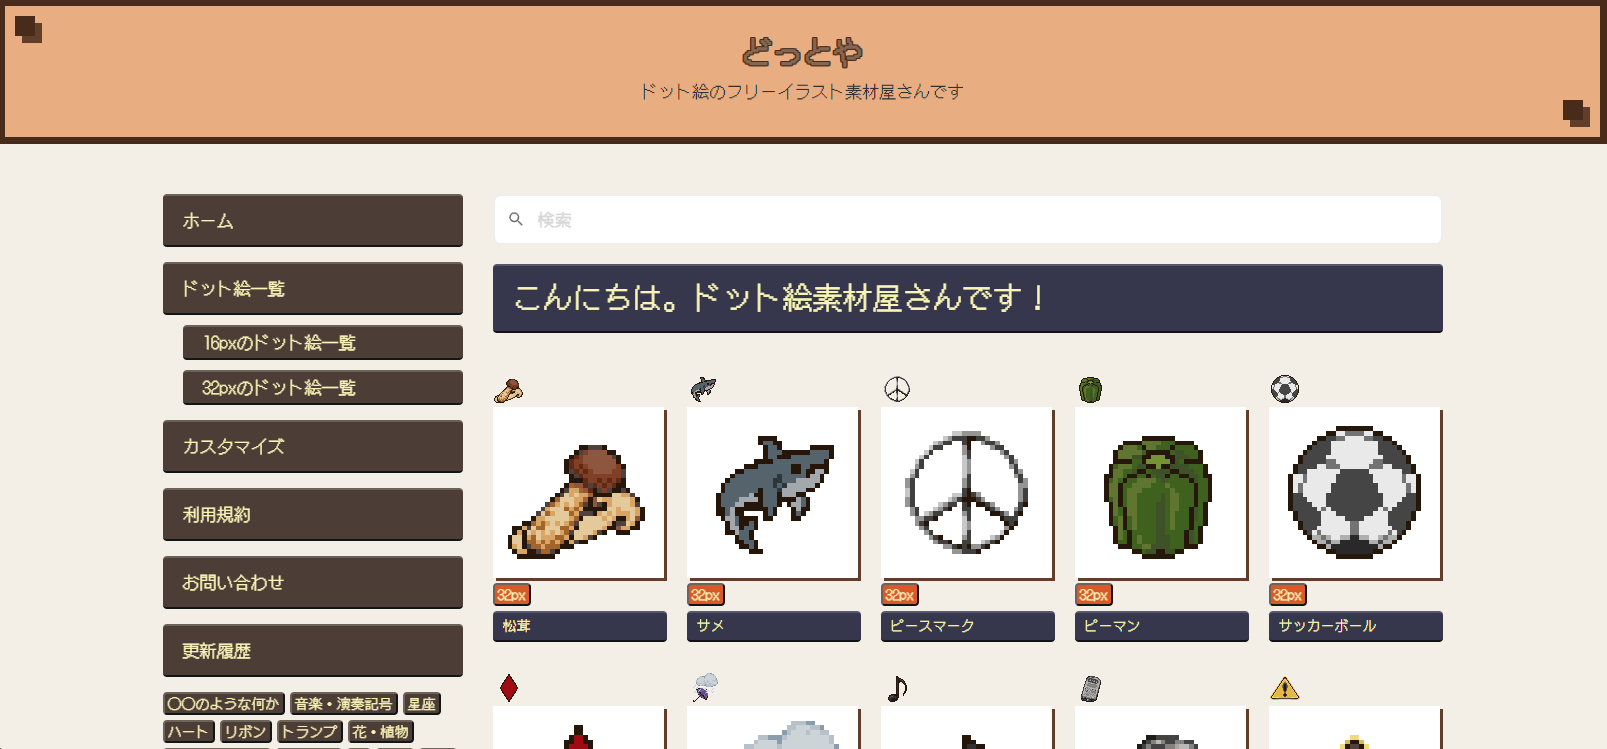 どっとや
ドット絵のフリーイラスト素材屋さんです
ホーム
ドット絵一覧
16pxのドット絵一覧
32pxのドット絵一覧
カスタマイズ
利用規約
お問い合わせ
更新履歴
〇〇のような何か 音楽・演奏記号 星座
ハート リボン トランプ 花・植物
検索
こんにちは。ドット絵素材屋さんです！
32px 32px 32px 32px 32px
松茸 サメ ピースマーク ピーマン サッカーボール